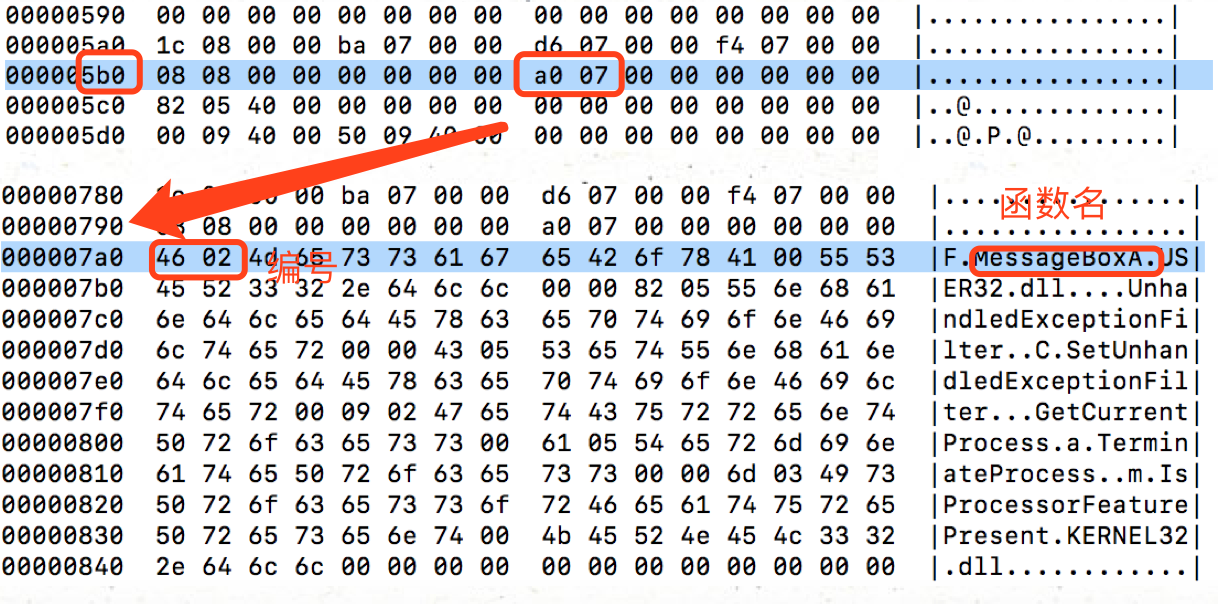 00000590 00 00 00 00 00 00 00 00 00 00 00 00 00 00 00 00 |................|
000005a0 1c 08 00 00 ba 07 00 00 d6 07 00 00 f4 07 00 00 |................|
000005b0 08 08 00 00 00 00 00 00 a0 07 00 00 00 00 00 00 |................|
000005c0 82 05 40 00 00 00 00 00 00 00 00 00 00 00 00 00 |..@.............|
000005d0 00 09 40 00 50 09 40 00 00 00 00 00 00 00 00 00 |..@.P.@.........|
00000780 00 ba 07 00 00 d6 07 00 00 f4 07 00 00 |................|
函数名
00000790 08 00 00 00 00 00 00 a0 07 00 00 00 00 00 00 |................|
000007a0 46 02 4d 65 73 73 61 67 65 42 6f 78 41 00 55 53 |F.MessageBoxA.US|
编号
000007b0 45 52 33 32 2e 64 6c 6c 00 00 82 05 55 6e 68 61 |ER32.dll....Unha|
000007c0 6e 64 6c 65 64 45 78 63 65 70 74 69 6f 6e 46 69 |ndledExceptionFi|
000007d0 6c 74 65 72 00 00 43 05 53 65 74 55 6e 68 61 6e |lter..C.SetUnhan|
000007e0 64 6c 65 64 45 78 63 65 70 74 69 6f 6e 46 69 6c |dledExceptionFil|
000007f0 74 65 72 00 09 02 47 65 74 43 75 72 72 65 6e 74 |ter...GetCurrent|
00000800 50 72 6f 63 65 73 73 00 61 05 54 65 72 6d 69 6e |Process.a.Termin|
00000810 61 74 65 50 72 6f 63 65 73 73 00 00 6d 03 49 73 |ateProcess..m.Is|
00000820 50 72 6f 63 65 73 73 6f 72 46 65 61 74 75 72 65 |ProcessorFeature|
00000830 50 72 65 73 65 6e 74 00 4b 45 52 4e 45 4c 33 32 |Present.KERNEL32|
00000840 2e 64 6c 6c 00 00 00 00 00 00 00 00 00 00 00 00 |.dll............|